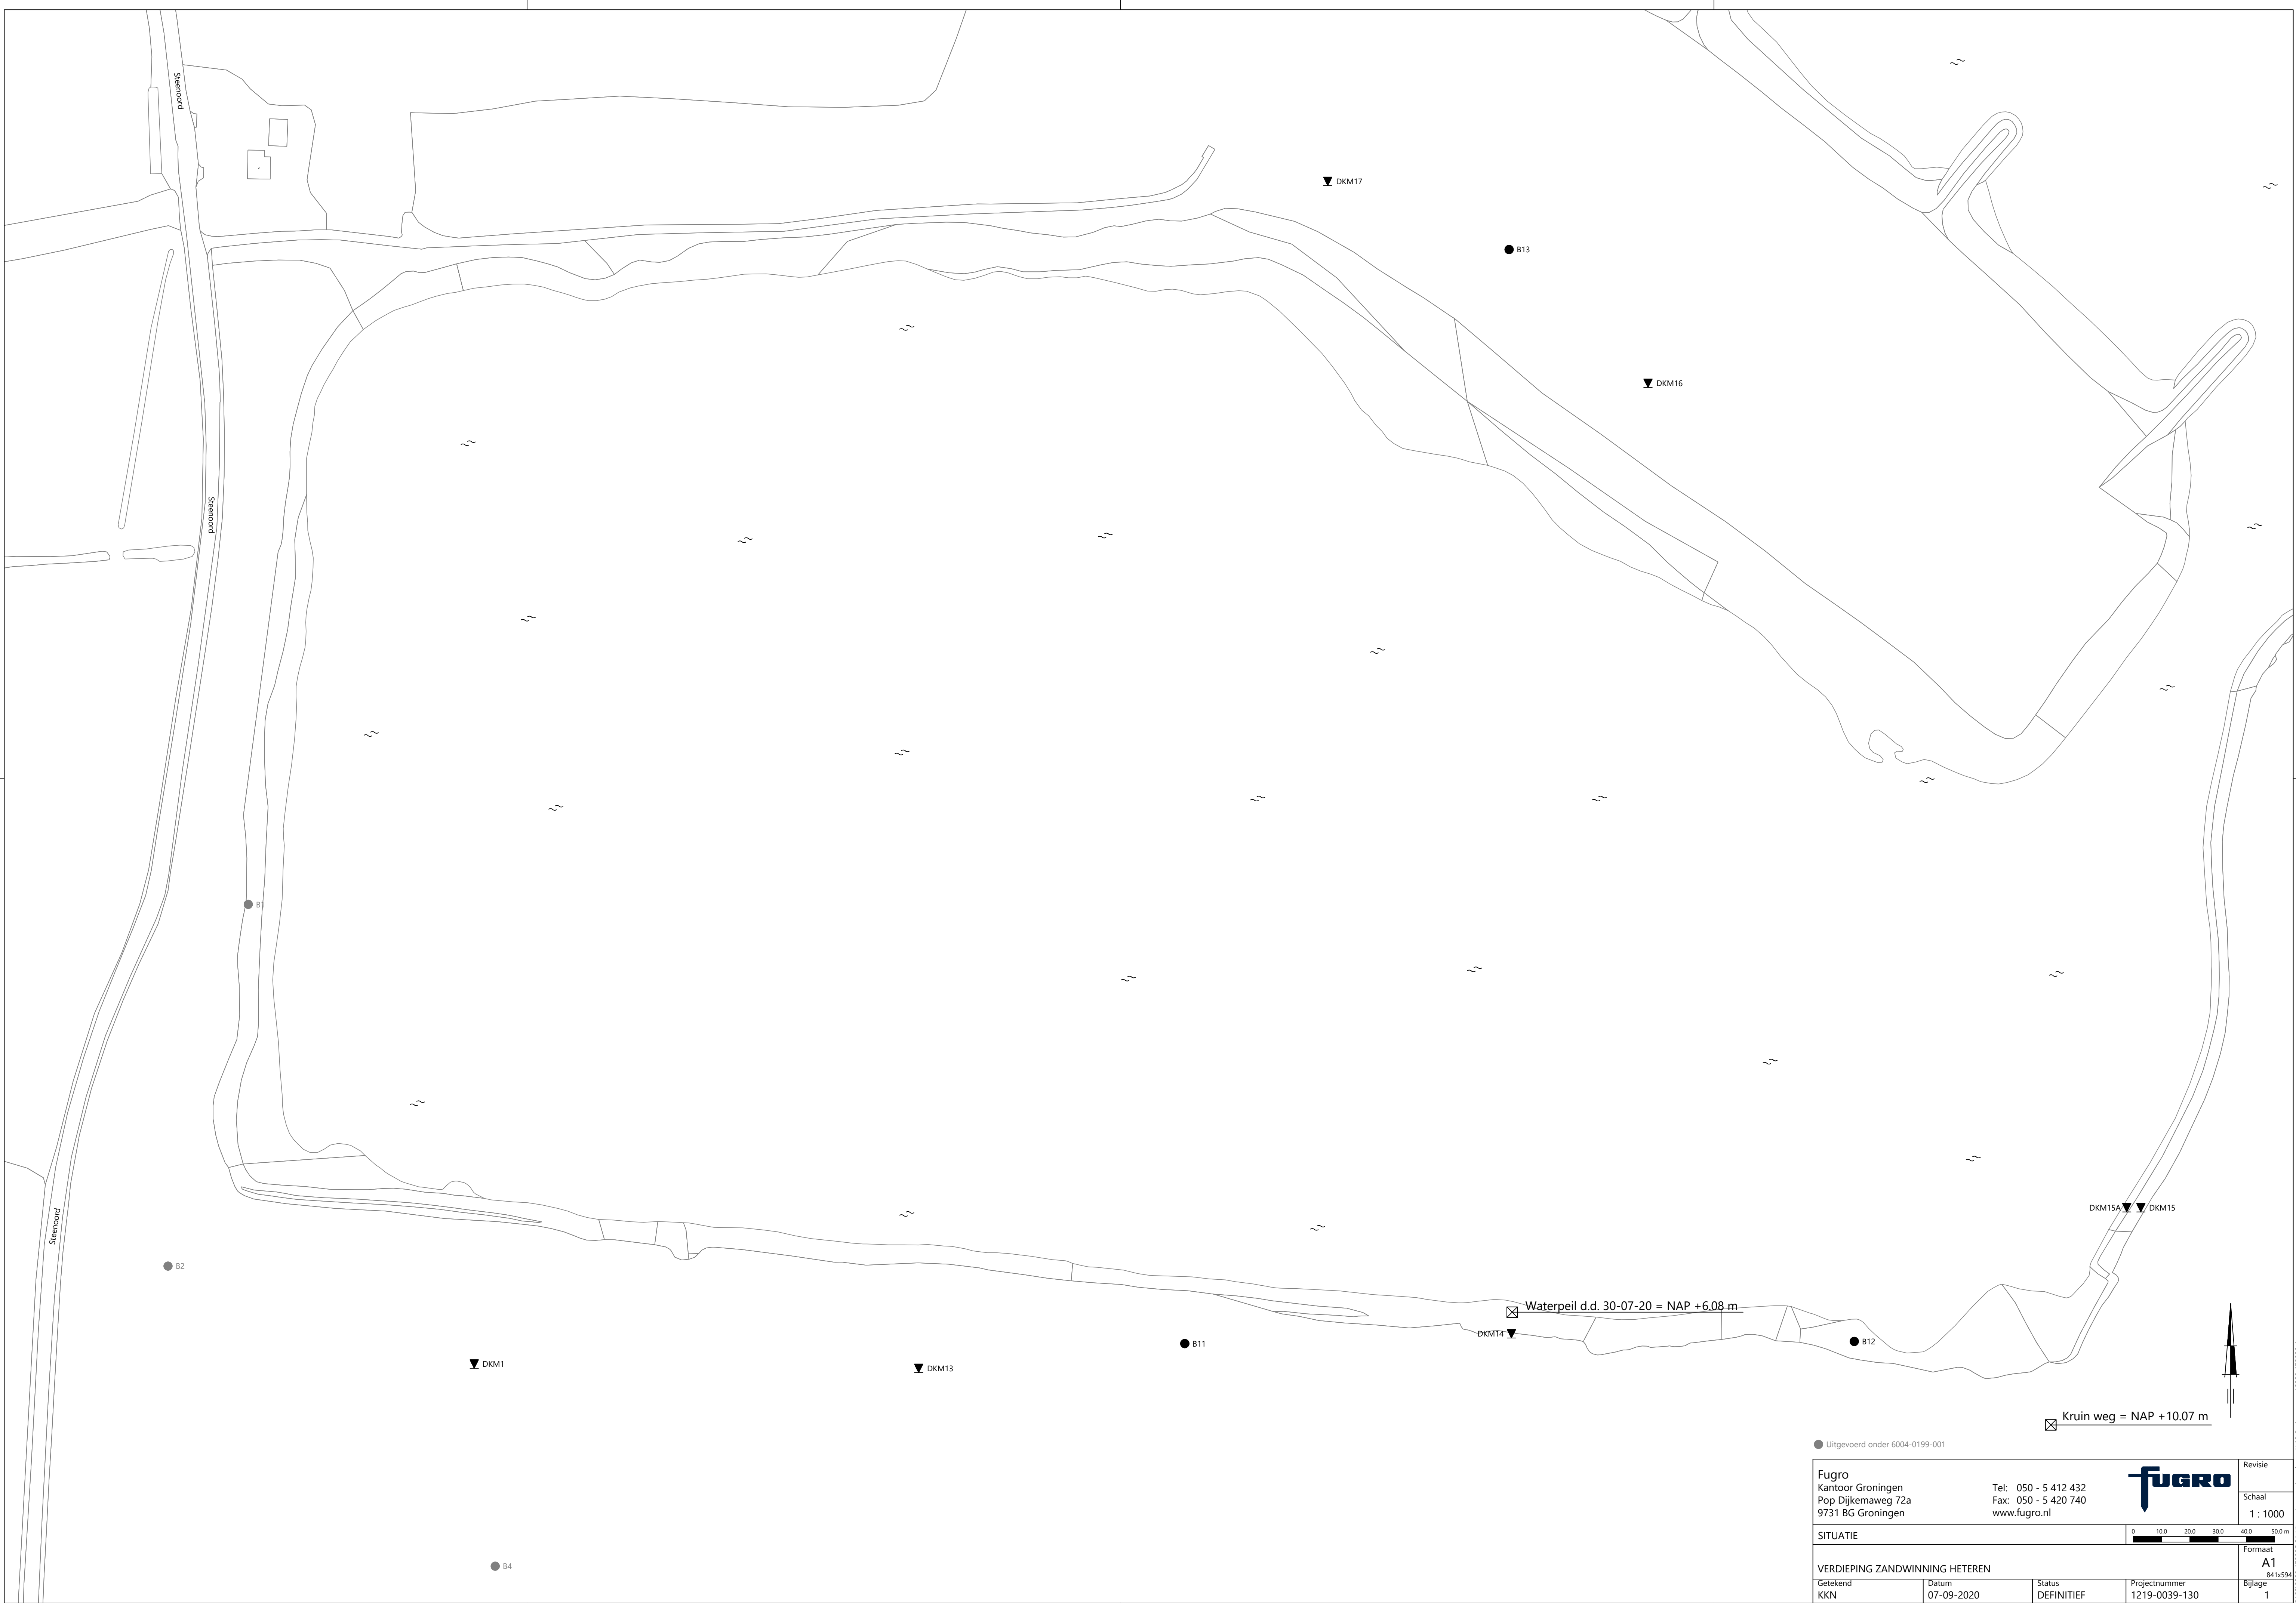 Steenoord
DKM17
B13
DKM16
Steenoord
B1
DKM15A
DKM15
Steenoord
B2
Waterpeil d.d. 30-07-20 = NAP +6.08 m
DKM14
B12
B11
DKM1
DKM13
Kruin weg = NAP +10.07 m
Uitgevoerd onder 6004-0199-001
B4
Fugro
Kantoor Groningen
Pop Dijkemaweg 72a
9731 BG Groningen
Tel: 050 - 5 412 432
Fax: 050 - 5 420 740
www.fugro.nl
FUGRO
Revisie
Schaal
1 : 1000
SITUATIE
0 10.0 20.0 30.0 40.0 50.0 m
VERDIEPING ZANDWINNING HETEREN
Formaat
A1
841x594
Getekend
KKN
Datum
07-09-2020
Status
DEFINITIEF
Projectnummer
1219-0039-130
Bijlage
1